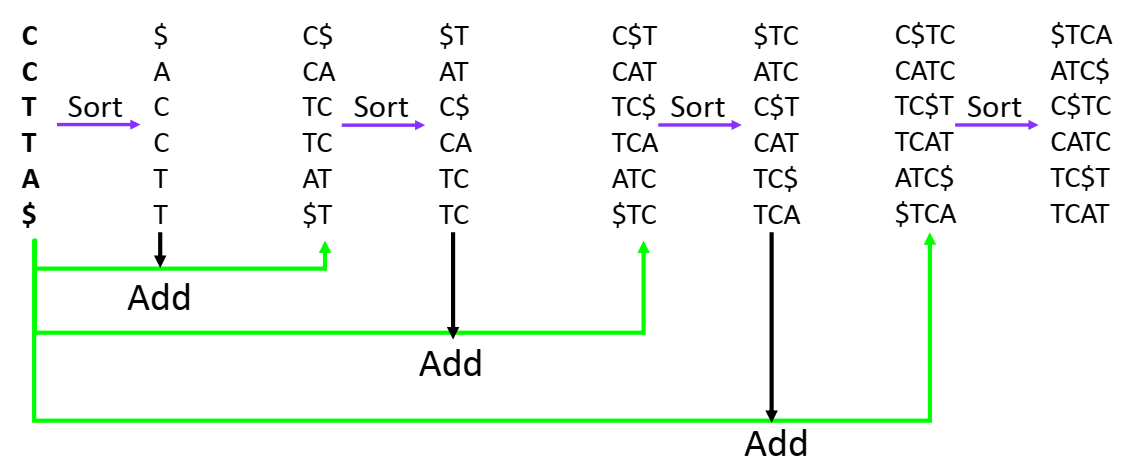 C $ C$ $T C$T $TC C$TC $TCA
C A CA AT CAT ATC CATC ATC$
T Sort C TC Sort C$ TC$ Sort C$T TC$T Sort C$TC
T C TC CA TCA CAT TCAT CATC
A T AT TC ATC TC$ ATC$ TC$T
$ T $T TC $TC TCA $TCA TCAT
Add
Add
Add